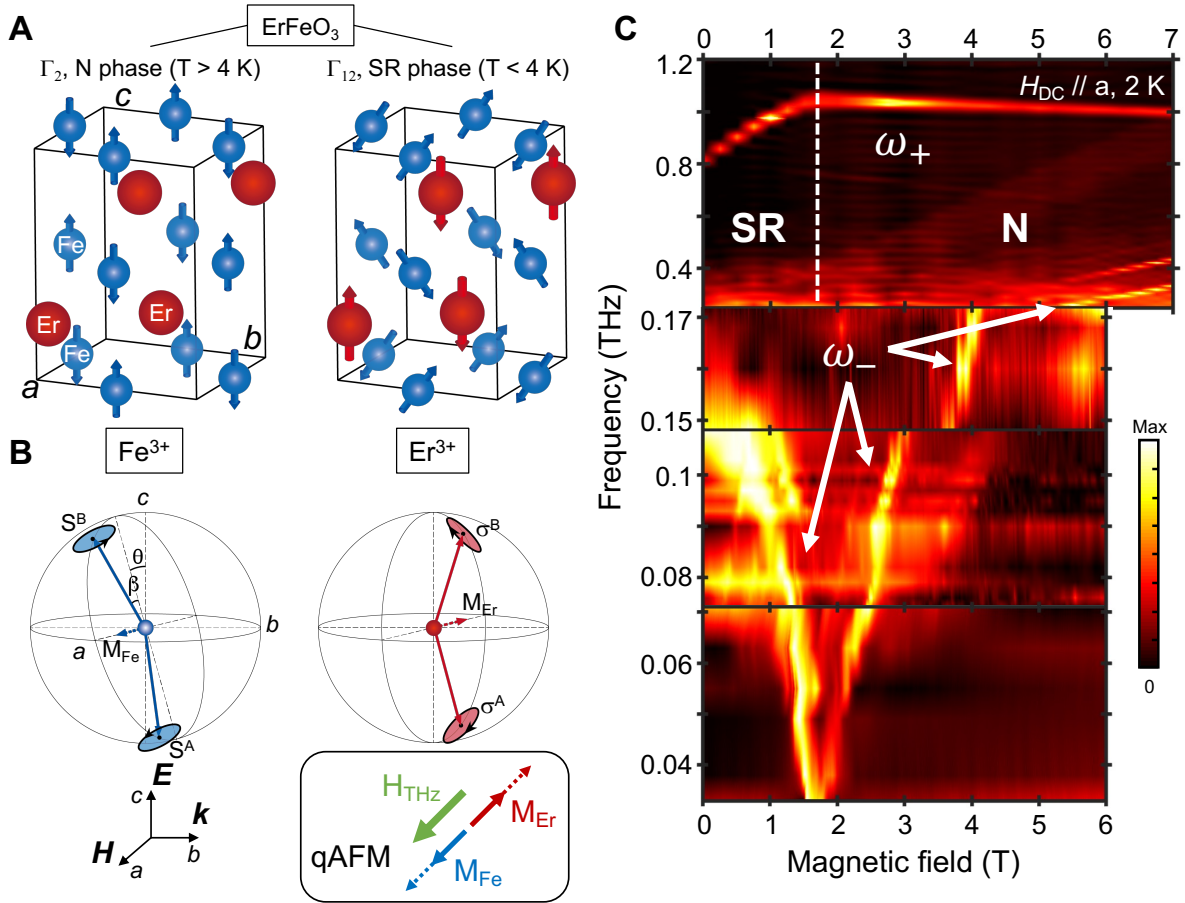 A
ErFeO₃
Γ₂, N phase (T > 4 K)
Γ₁₂, SR phase (T < 4 K)
c
Fe
Er
Er
Fe
b
a
B
Fe³⁺
Er³⁺
c
S^B
θ
β
b
a
M_Fe
S^A
σ^B
M_Er
σ^A
E
c
k
b
H
a
H_THz
M_Er
qAFM
M_Fe
C
0 1 2 3 4 5 6 7
1.2
H_DC // a, 2 K
ω₊
0.8
SR
N
0.4
0.17
ω₋
0.15
0.1
0.08
0.06
0.04
Frequency (THz)
0 1 2 3 4 5 6
Magnetic field (T)
Max
0